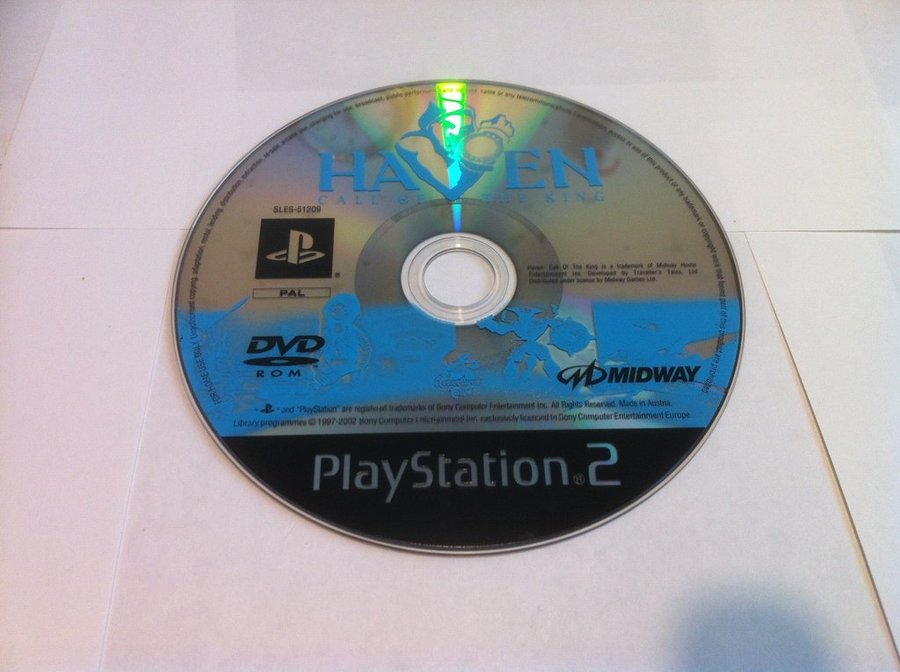 HAVEN
CALL OF THE KING
SLES-51209
Haven: Call Of The King is a trademark of Midway Home
Entertainment Inc. Developed by Traveller's Tales, Ltd.
Distributed under license by Midway Games Ltd.
PAL
DVD
ROM
MIDWAY
and "PlayStation" are registered trademarks of Sony Computer Entertainment Inc. All Rights Reserved. Made in Austria.
Library programmes © 1997-2002 Sony Computer Entertainment Inc. exclusively licensed to Sony Computer Entertainment Europe.
PlayStation®2